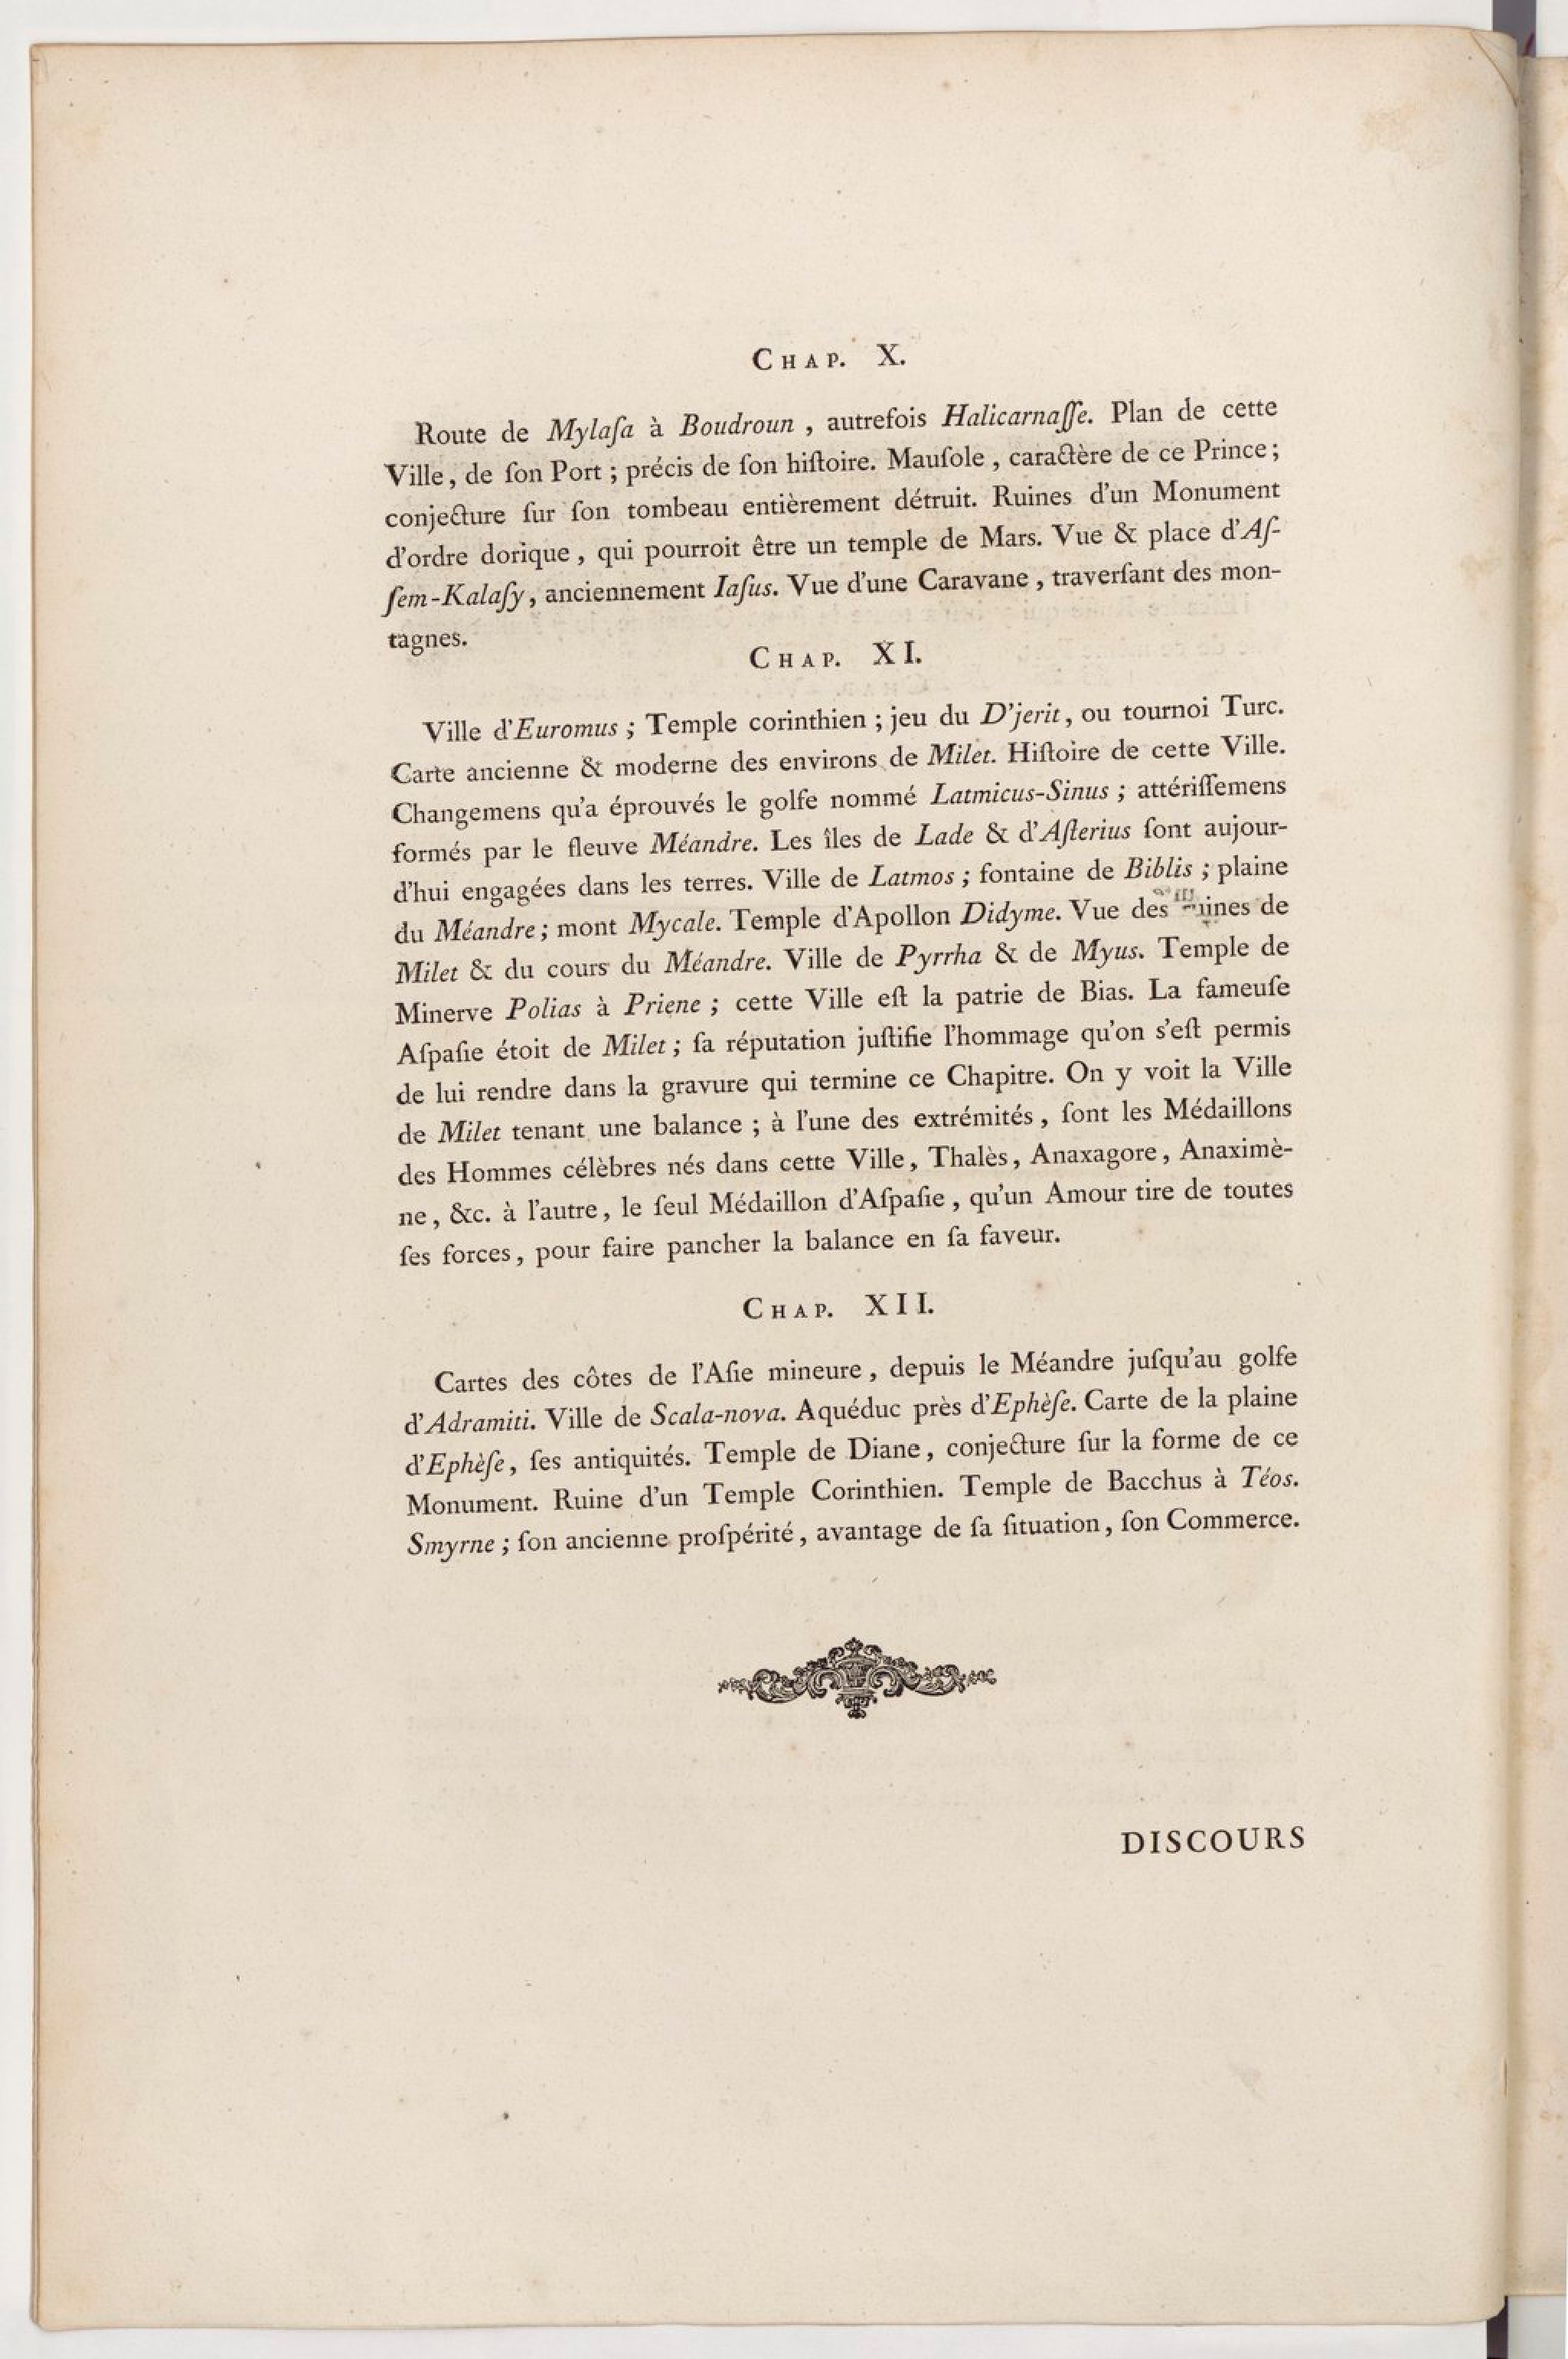 CHAP. X.
Route de Mylaſa à Boudroun, autrefois Halicarnaſſe. Plan de cette
Ville, de ſon Port; précis de ſon hiſtoire. Mauſole, caractère de ce Prince;
conjecture ſur ſon tombeau entièrement détruit. Ruines d'un Monument
d'ordre dorique, qui pourroit être un temple de Mars. Vue & place d'Aſ-
ſem-Kalaſy, anciennement Iaſus. Vue d'une Caravane, traverſant des mon-
tagnes.
CHAP. XI.
Ville d'Euromus; Temple corinthien; jeu du D'jerit, ou tournoi Turc.
Carte ancienne & moderne des environs de Milet. Hiſtoire de cette Ville.
Changemens qu'a éprouvés le golfe nommé Latmicus-Sinus; attériſſemens
formés par le fleuve Méandre. Les îles de Lade & d'Aſterius ſont aujour-
d'hui engagées dans les terres. Ville de Latmos; fontaine de Biblis; plaine
du Méandre; mont Mycale. Temple d'Apollon Didyme. Vue des ruines de
Milet & du cours du Méandre. Ville de Pyrrha & de Myus. Temple de
Minerve Polias à Priene; cette Ville eſt la patrie de Bias. La fameuſe
Aſpaſie étoit de Milet; ſa réputation juſtifie l'hommage qu'on s'eſt permis
de lui rendre dans la gravure qui termine ce Chapitre. On y voit la Ville
de Milet tenant une balance; à l'une des extrémités, ſont les Médaillons
des Hommes célèbres nés dans cette Ville, Thalès, Anaxagore, Anaximè-
ne, &c. à l'autre, le ſeul Médaillon d'Aſpaſie, qu'un Amour tire de toutes
ſes forces, pour faire pancher la balance en ſa faveur.
CHAP. XII.
Cartes des côtes de l'Aſie mineure, depuis le Méandre juſqu'au golfe
d'Adramiti. Ville de Scala-nova. Aquéduc près d'Ephèſe. Carte de la plaine
d'Ephèſe, ſes antiquités. Temple de Diane, conjecture ſur la forme de ce
Monument. Ruine d'un Temple Corinthien. Temple de Bacchus à Téos.
Smyrne; ſon ancienne proſpérité, avantage de ſa ſituation, ſon Commerce.
DISCOURS